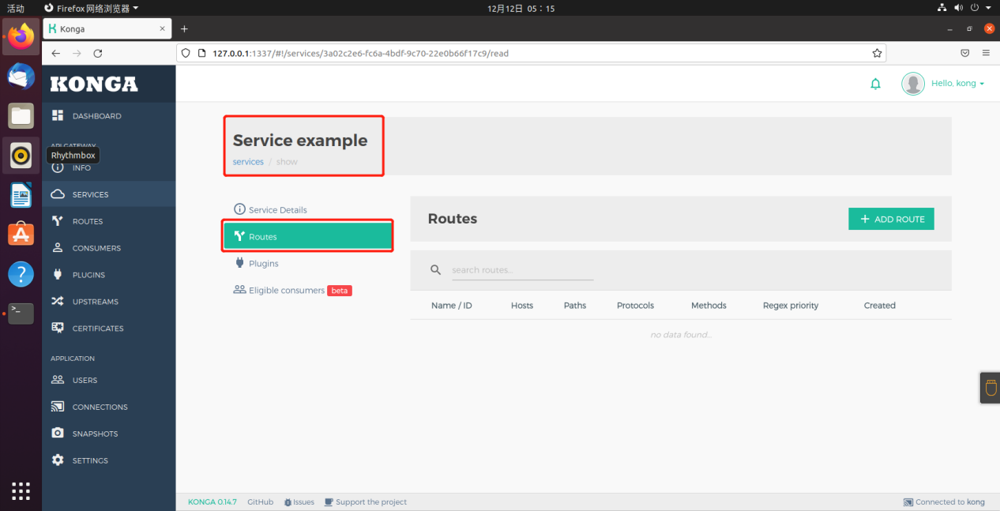 活动 Firefox 网络浏览器 12月12日 05：15
Konga
127.0.0.1:1337/#!/services/3a02c2e6-fc6a-4bdf-9c70-22e0b66f17c9/read
KONGA
Hello, kong
DASHBOARD
API GATEWAY
Rhythmbox
INFO
SERVICES
ROUTES
CONSUMERS
PLUGINS
UPSTREAMS
CERTIFICATES
APPLICATION
USERS
CONNECTIONS
SNAPSHOTS
SETTINGS
Service example
services / show
Service Details
Routes
Plugins
Eligible consumers beta
Routes
+ ADD ROUTE
search routes...
Name / ID Hosts Paths Protocols Methods Regex priority Created
no data found...
KONGA 0.14.7 GitHub Issues Support the project Connected to kong